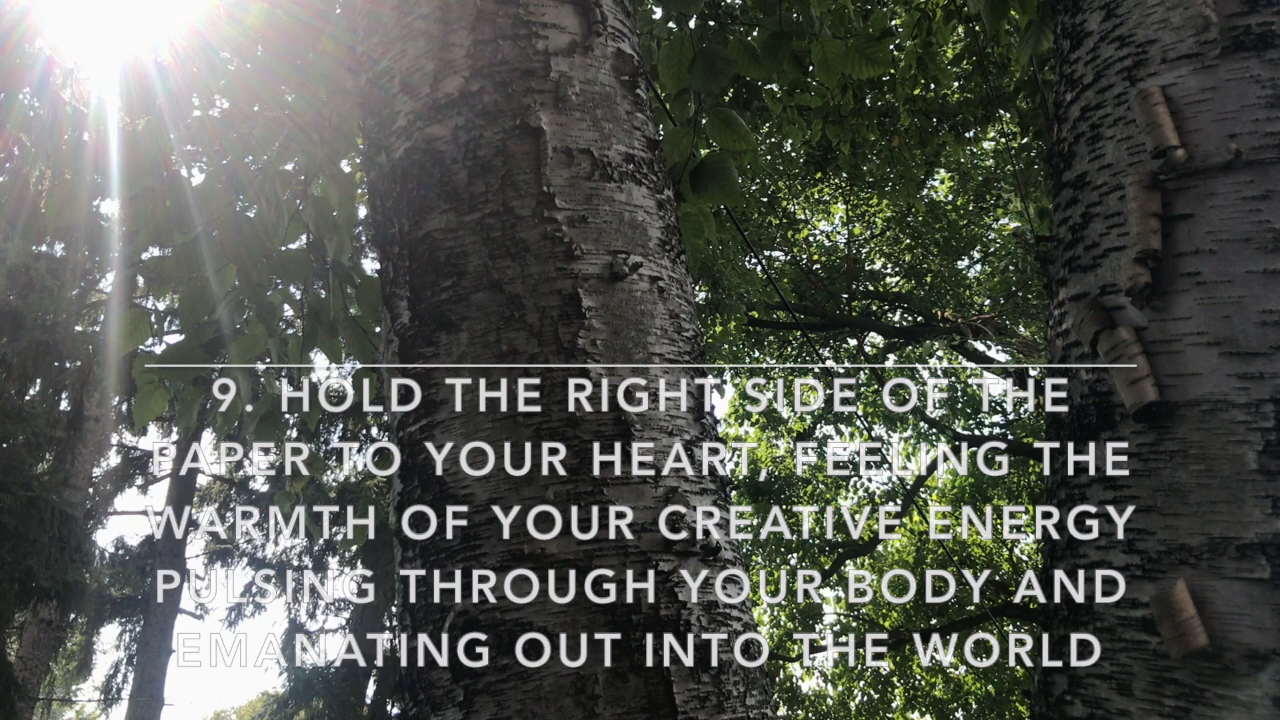 9. HOLD THE RIGHT SIDE OF THE
PAPER TO YOUR HEART, FEELING THE
WARMTH OF YOUR CREATIVE ENERGY
PULSING THROUGH YOUR BODY AND
EMANATING OUT INTO THE WORLD